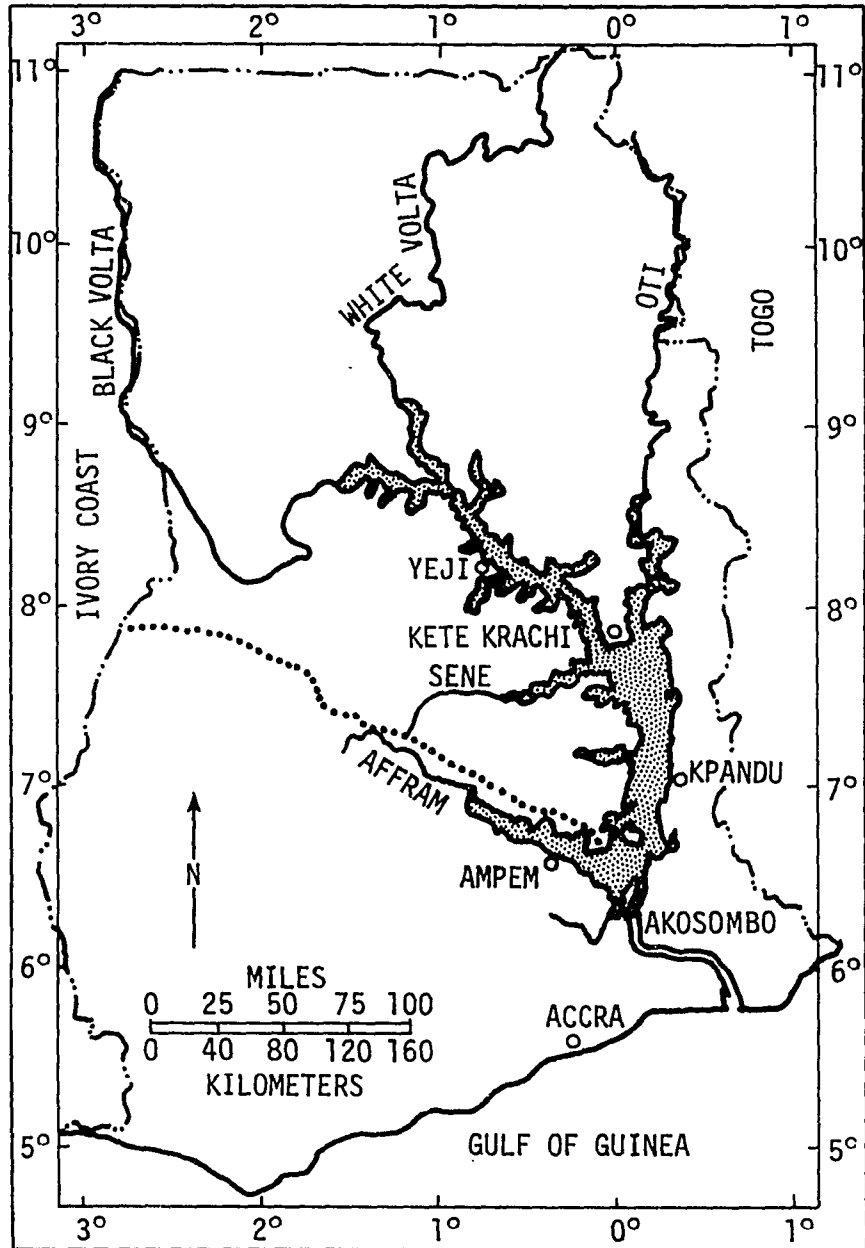 3° 2° 1° 0° 1°
11° 11°
10° 10°
9° 9°
8° 8°
7° 7°
6° 6°
5° 5°
BLACK VOLTA
WHITE VOLTA
OTI
TOGO
IVORY COAST
YEJI
KETE KRACHI
SENE
AFFRAM
KPANDU
N
AMPEM
AKOSOMBO
MILES
0 25 50 75 100
0 40 80 120 160
KILOMETERS
ACCRA
GULF OF GUINEA
3° 2° 1° 0° 1°